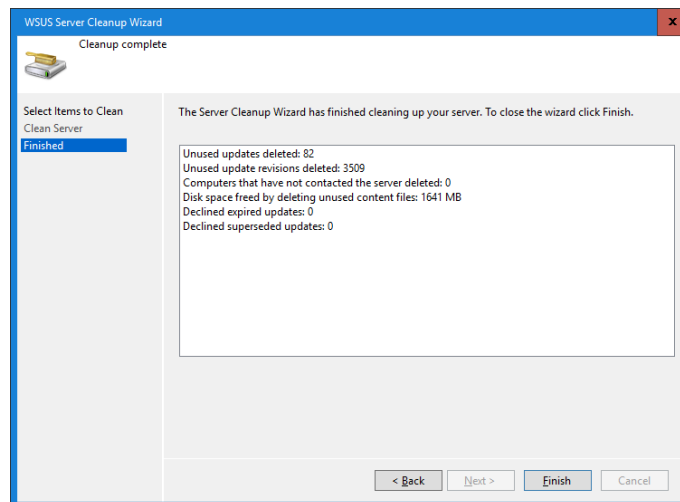 WSUS Server Cleanup Wizard
x
Cleanup complete
Select Items to Clean
Clean Server
Finished
The Server Cleanup Wizard has finished cleaning up your server. To close the wizard click Finish.
Unused updates deleted: 82
Unused update revisions deleted: 3509
Computers that have not contacted the server deleted: 0
Disk space freed by deleting unused content files: 1641 MB
Declined expired updates: 0
Declined superseded updates: 0
< Back Next > Finish Cancel